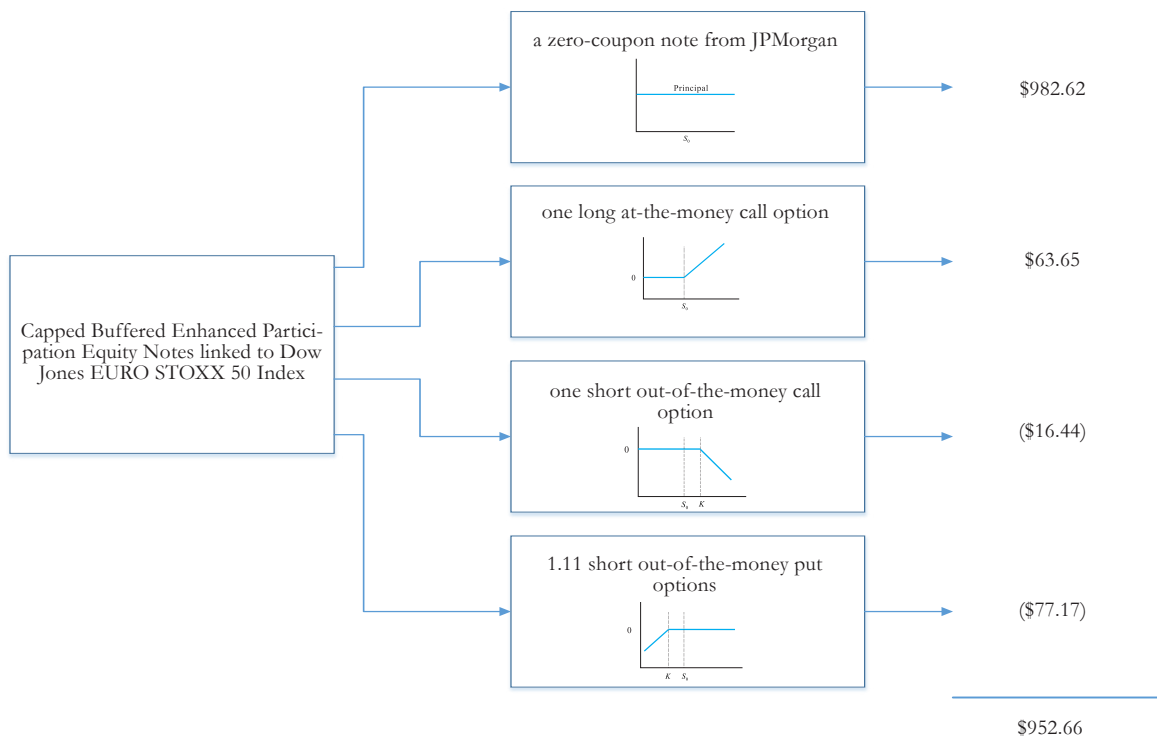 a zero-coupon note from JPMorgan
Principal
S₀
$982.62
one long at-the-money call option
0
S₀
$63.65
Capped Buffered Enhanced Partici-
pation Equity Notes linked to Dow
Jones EURO STOXX 50 Index
one short out-of-the-money call
option
0
S₀ K
($16.44)
1.11 short out-of-the-money put
options
0
K S₀
($77.17)
$952.66